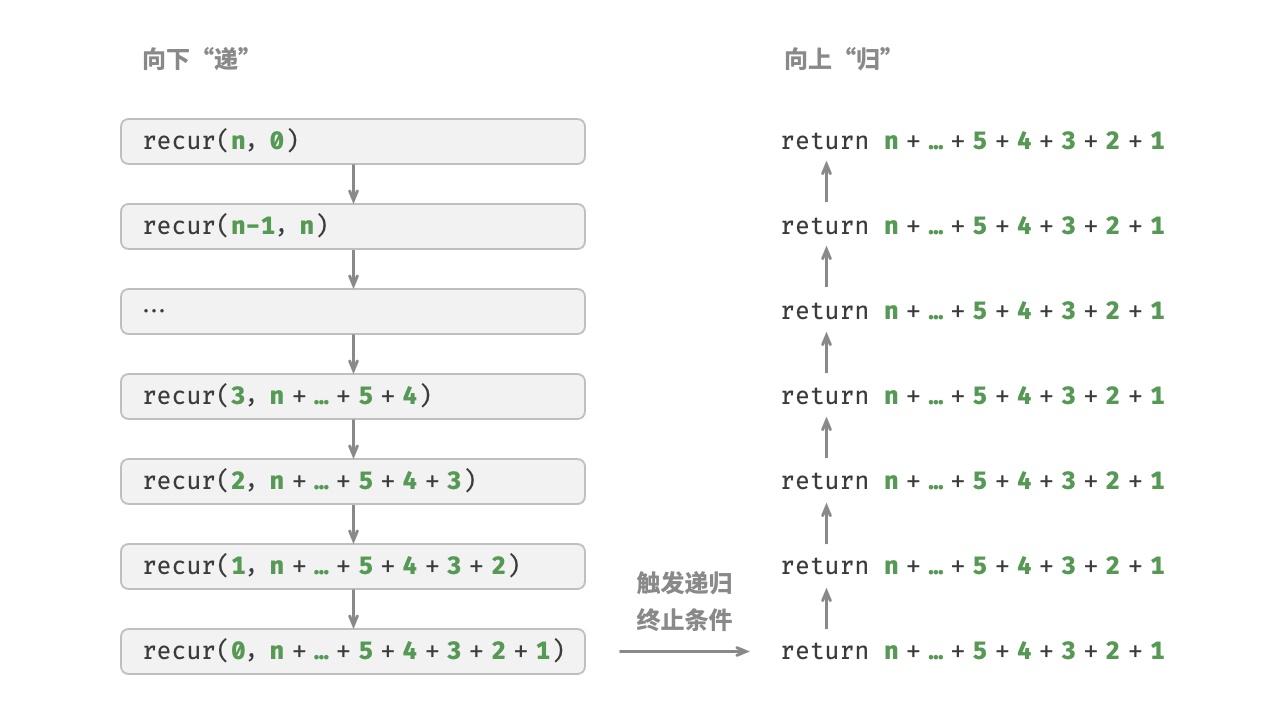 向下“递”
recur(n, 0)
recur(n-1, n)
…
recur(3, n + … + 5 + 4)
recur(2, n + … + 5 + 4 + 3)
recur(1, n + … + 5 + 4 + 3 + 2)
recur(0, n + … + 5 + 4 + 3 + 2 + 1)
触发递归
终止条件
向上“归”
return n + … + 5 + 4 + 3 + 2 + 1
return n + … + 5 + 4 + 3 + 2 + 1
return n + … + 5 + 4 + 3 + 2 + 1
return n + … + 5 + 4 + 3 + 2 + 1
return n + … + 5 + 4 + 3 + 2 + 1
return n + … + 5 + 4 + 3 + 2 + 1
return n + … + 5 + 4 + 3 + 2 + 1